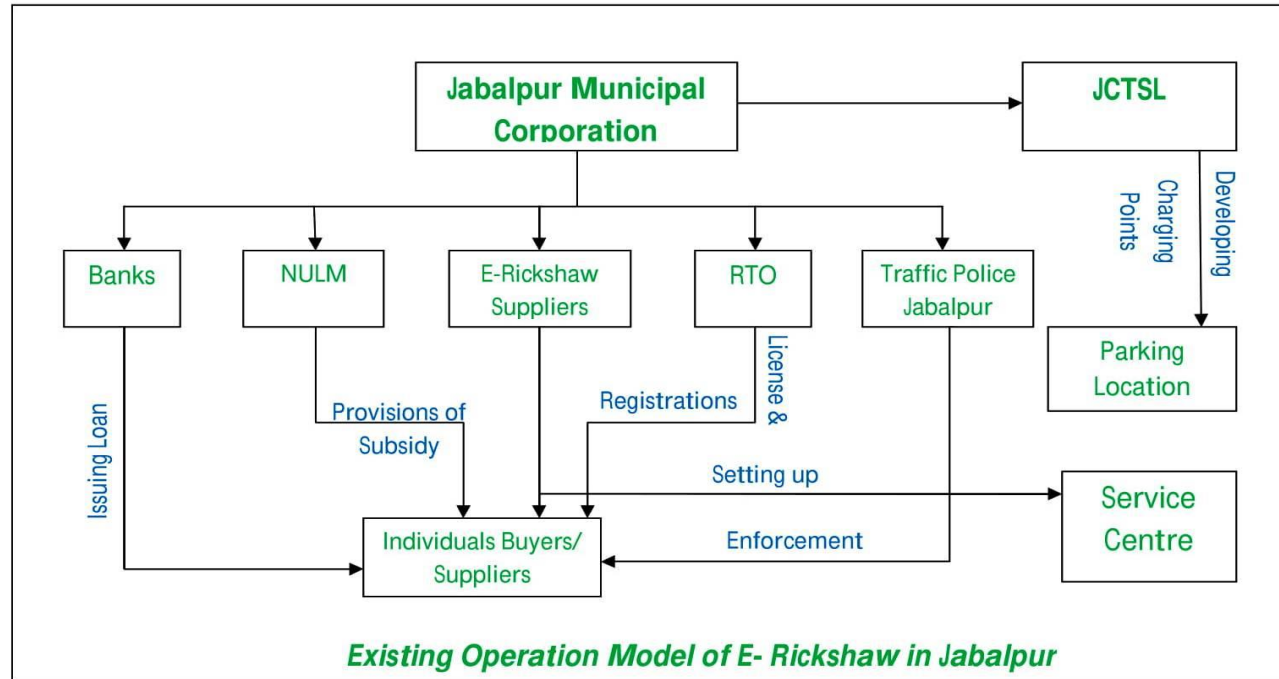 Jabalpur Municipal
Corporation
JCTSL
Developing
Charging
Points
Banks
NULM
E-Rickshaw
Suppliers
RTO
Traffic Police
Jabalpur
Parking
Location
Issuing Loan
Provisions of
Subsidy
Registrations
License &
Setting up
Service
Centre
Individuals Buyers/
Suppliers
Enforcement
Existing Operation Model of E- Rickshaw in Jabalpur